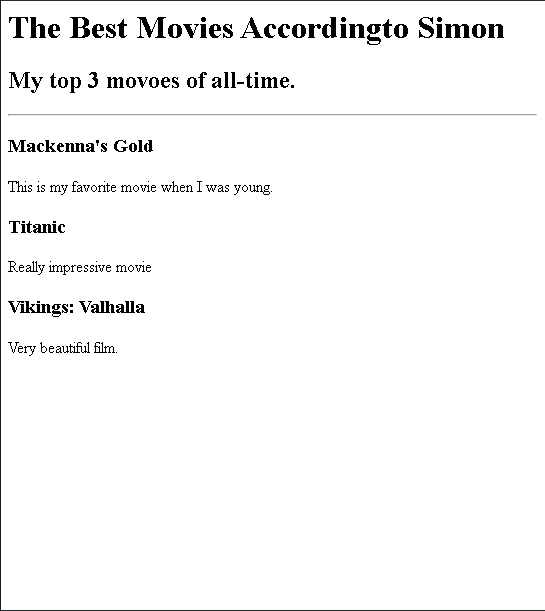 The Best Movies Accordingto Simon
My top 3 movoes of all-time.
Mackenna's Gold
This is my favorite movie when I was young.
Titanic
Really impressive movie
Vikings: Valhalla
Very beautiful film.